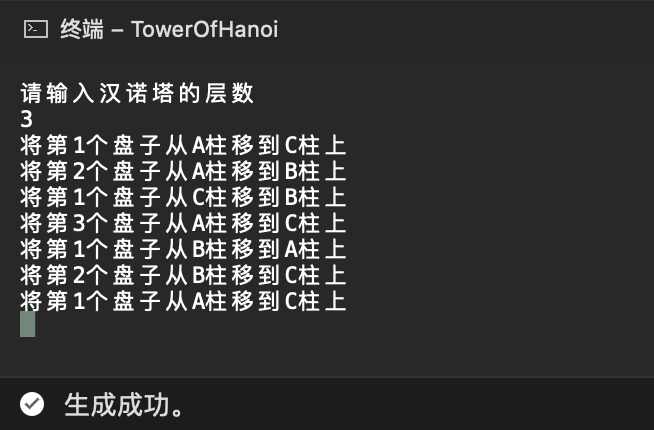 终端 – TowerOfHanoi
请输入汉诺塔的层数
3
将第1个盘子从A柱移到C柱上
将第2个盘子从A柱移到B柱上
将第1个盘子从C柱移到B柱上
将第3个盘子从A柱移到C柱上
将第1个盘子从B柱移到A柱上
将第2个盘子从B柱移到C柱上
将第1个盘子从A柱移到C柱上
生成成功。